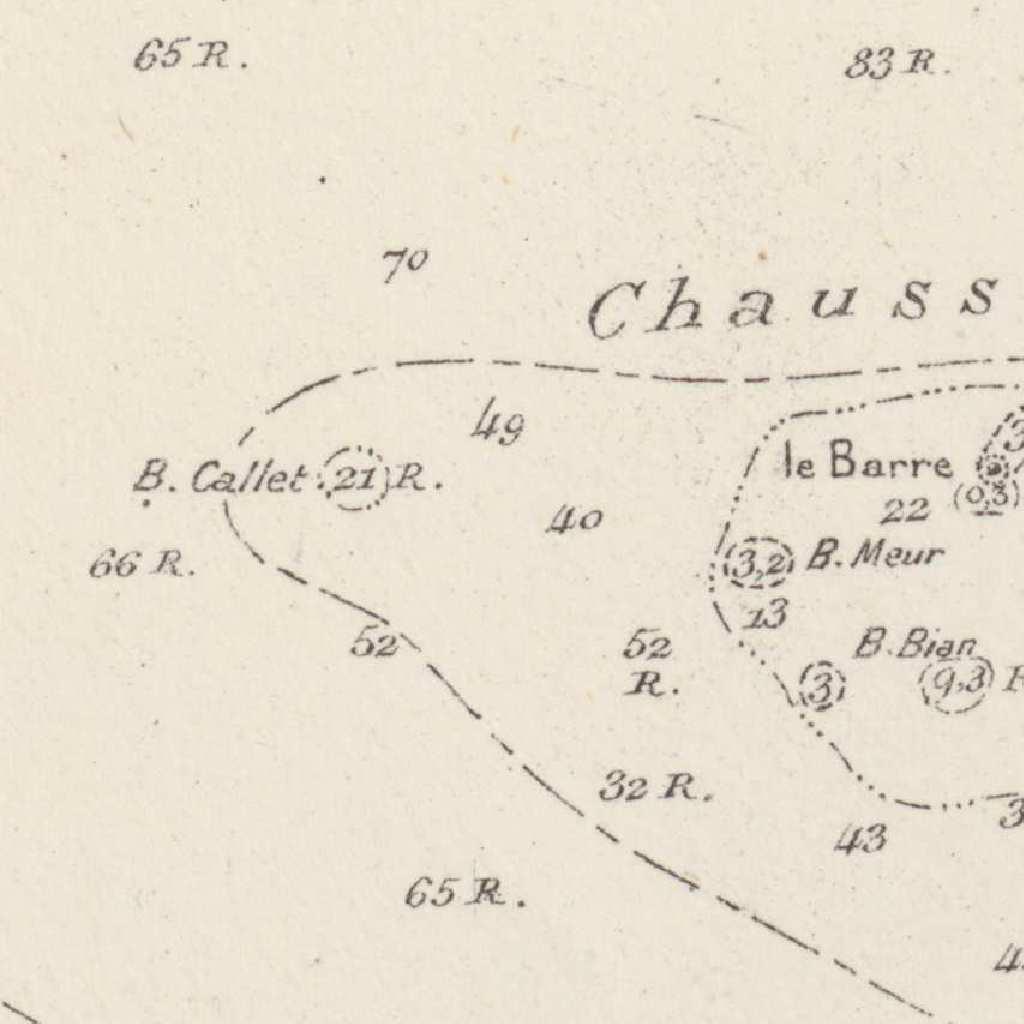 65 R.
83 R.
70
Chauss
49
B. Callet 21 R.
le Barre
(0,3)
22
40
3,2 B. Meur
66 R.
13
52
52
R.
B. Bian
3
9,3
32 R.
43
65 R.